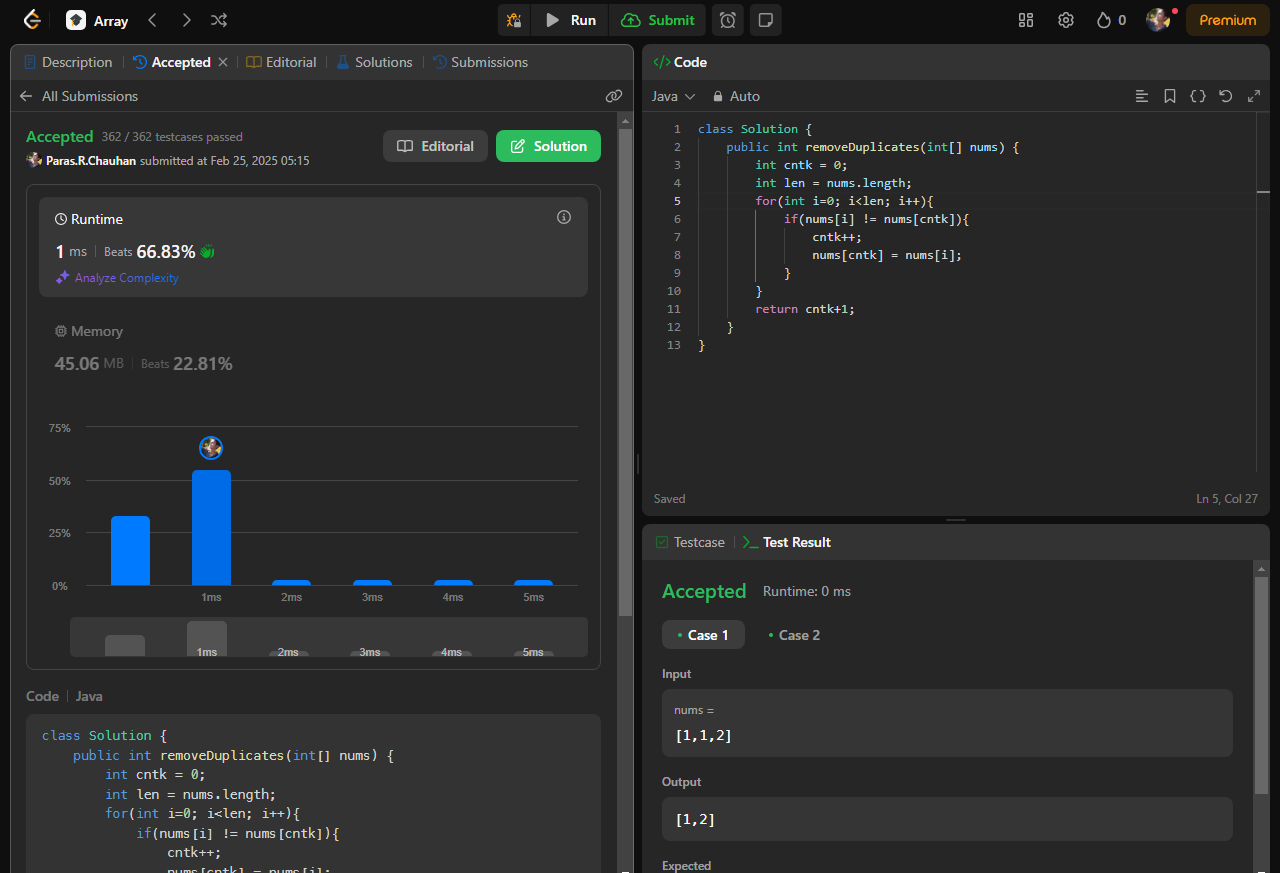 Array
Run
Submit
0
Premium
Description
Accepted
Editorial
Solutions
Submissions
All Submissions
Accepted 362 / 362 testcases passed
Paras.R.Chauhan submitted at Feb 25, 2025 05:15
Editorial
Solution
Runtime
1 ms Beats 66.83%
Analyze Complexity
Memory
45.06 MB Beats 22.81%
75%
50%
25%
0%
1ms 2ms 3ms 4ms 5ms
1ms 2ms 3ms 4ms 5ms
Code Java
class Solution {
    public int removeDuplicates(int[] nums) {
        int cntk = 0;
        int len = nums.length;
        for(int i=0; i<len; i++){
            if(nums[i] != nums[cntk]){
                cntk++;
                nums[cntk] = nums[i];
</> Code
Java
Auto
1 class Solution {
2     public int removeDuplicates(int[] nums) {
3         int cntk = 0;
4         int len = nums.length;
5         for(int i=0; i<len; i++){
6             if(nums[i] != nums[cntk]){
7                 cntk++;
8                 nums[cntk] = nums[i];
9             }
10         }
11         return cntk+1;
12     }
13 }
Saved
Ln 5, Col 27
Testcase
Test Result
Accepted Runtime: 0 ms
Case 1
Case 2
Input
nums =
[1,1,2]
Output
[1,2]
Expected